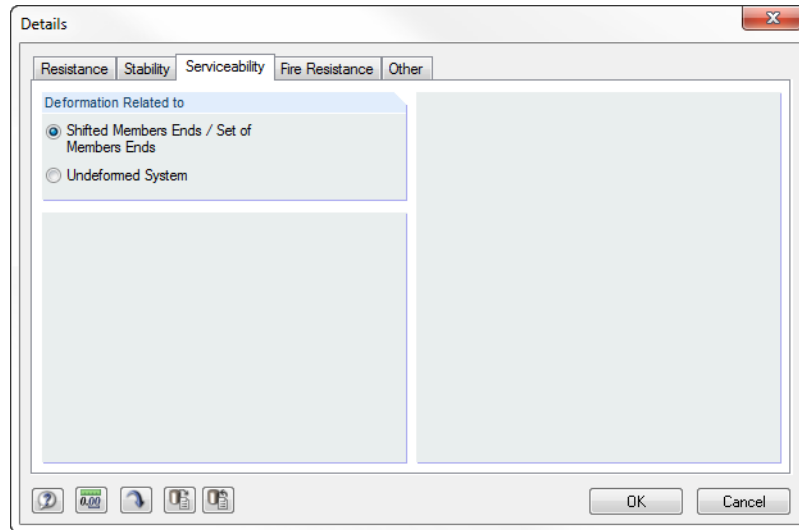 Details
Resistance Stability Serviceability Fire Resistance Other
Deformation Related to
Shifted Members Ends / Set of
Members Ends
Undeformed System
0.00
OK Cancel